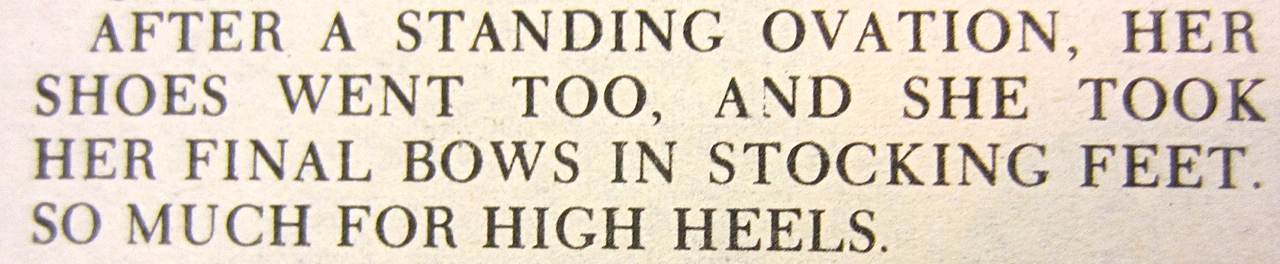 AFTER A STANDING OVATION, HER
SHOES WENT TOO, AND SHE TOOK
HER FINAL BOWS IN STOCKING FEET.
SO MUCH FOR HIGH HEELS.